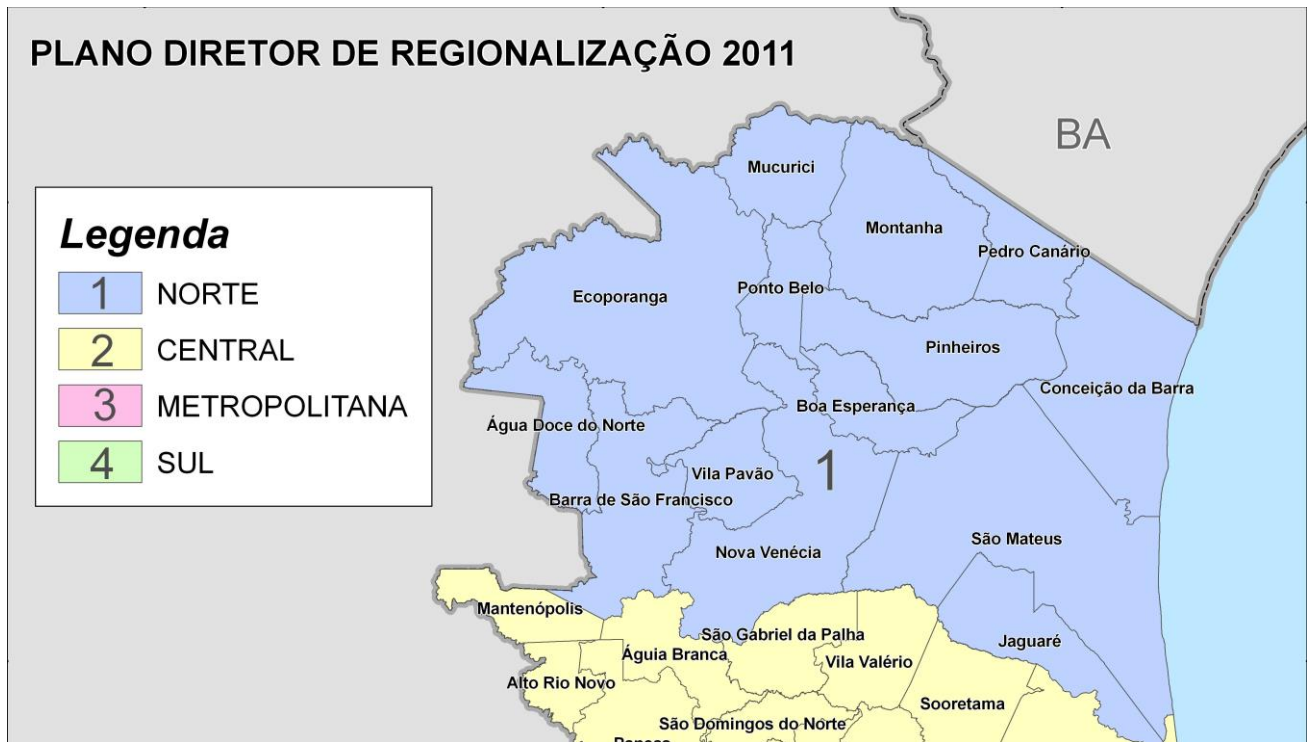 PLANO DIRETOR DE REGIONALIZAÇÃO 2011
BA
Legenda
1 NORTE
2 CENTRAL
3 METROPOLITANA
4 SUL
Mucurici
Montanha
Pedro Canário
Ecoporanga
Ponto Belo
Pinheiros
Conceição da Barra
Boa Esperança
Água Doce do Norte
Vila Pavão
1
Barra de São Francisco
São Mateus
Nova Venécia
Mantenópolis
São Gabriel da Palha
Jaguaré
Águia Branca
Vila Valério
Alto Rio Novo
Sooretama
São Domingos do Norte